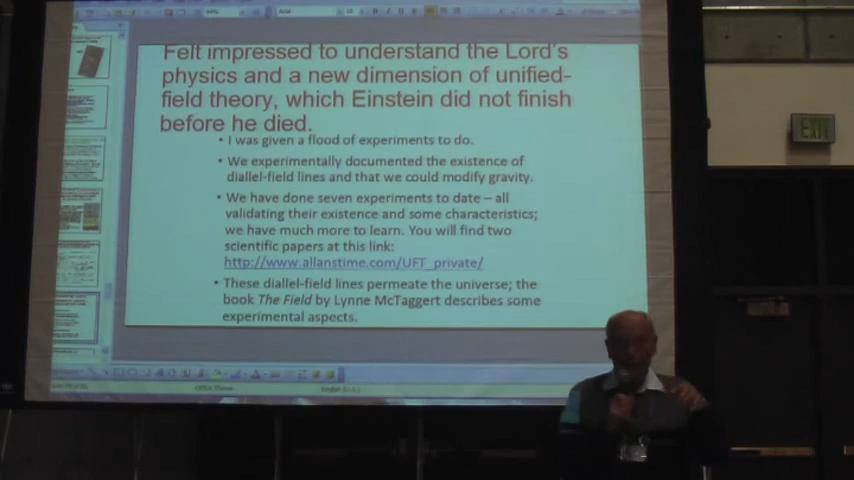 Arial
Felt impressed to understand the Lord's
physics and a new dimension of unified-
field theory, which Einstein did not finish
before he died.
• I was given a flood of experiments to do.
• We experimentally documented the existence of
diallel-field lines and that we could modify gravity.
• We have done seven experiments to date – all
validating their existence and some characteristics;
we have much more to learn. You will find two
scientific papers at this link:
http://www.allanstime.com/UFT_private/
• These diallel-field lines permeate the universe; the
book The Field by Lynne McTaggert describes some
experimental aspects.
Office Theme
English (U.S.)
EXIT